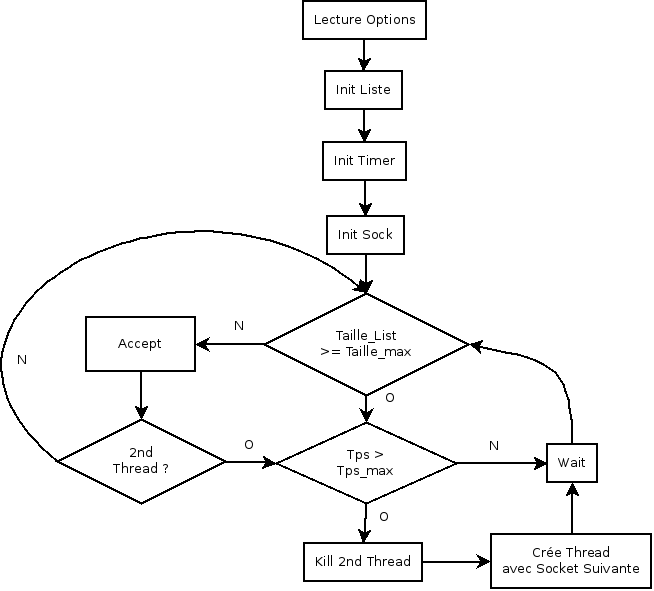 Lecture Options
Init Liste
Init Timer
Init Sock
Taille_List
>= Taille_max
N
Accept
N
O
2nd
Thread ?
O
Tps >
Tps_max
N
Wait
O
Kill 2nd Thread
Crée Thread
avec Socket Suivante